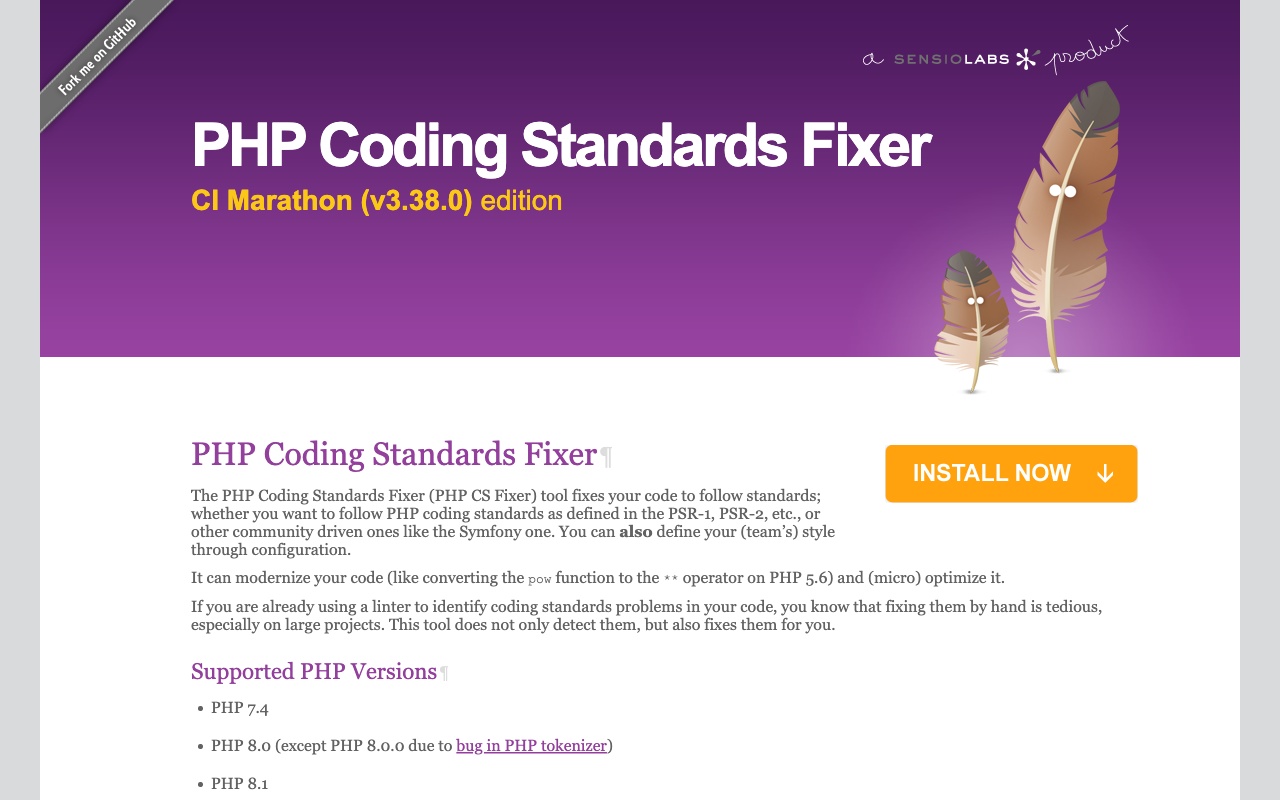 Fork me on GitHub
a SENSIOLABS product
PHP Coding Standards Fixer
CI Marathon (v3.38.0) edition
PHP Coding Standards Fixer¶
INSTALL NOW ↓
The PHP Coding Standards Fixer (PHP CS Fixer) tool fixes your code to follow standards;
whether you want to follow PHP coding standards as defined in the PSR-1, PSR-2, etc., or
other community driven ones like the Symfony one. You can also define your (team’s) style
through configuration.
It can modernize your code (like converting the pow function to the ** operator on PHP 5.6) and (micro) optimize it.
If you are already using a linter to identify coding standards problems in your code, you know that fixing them by hand is tedious,
especially on large projects. This tool does not only detect them, but also fixes them for you.
Supported PHP Versions¶
• PHP 7.4
• PHP 8.0 (except PHP 8.0.0 due to bug in PHP tokenizer)
• PHP 8.1